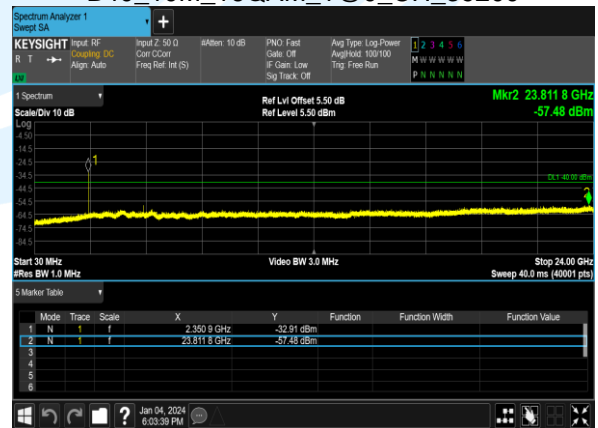 Spectrum Analyzer 1
Swept SA
+
KEYSIGHT
R T
LW
Input: RF
Coupling: DC
Align: Auto
Input Z: 50 Ω
Corr CCorr
Freq Ref: Int (S)
#Atten: 10 dB
PNO: Fast
Gate: Off
IF Gain: Low
Sig Track: Off
Avg Type: Log-Power
Avg|Hold: 100/100
Trig: Free Run
1 2 3 4 5 6
M W W W W W
P N N N N N
1 Spectrum
Scale/Div 10 dB
Ref Lvl Offset 5.50 dB
Ref Level 5.50 dBm
Mkr2 23.811 8 GHz
-57.48 dBm
Log
-4.50
-14.5
-24.5
-34.5
-44.5
-54.5
-64.5
-74.5
-84.5
1
DL1 -40.00 dBm
Start 30 MHz
#Res BW 1.0 MHz
Video BW 3.0 MHz
Stop 24.00 GHz
Sweep 40.0 ms (40001 pts)
5 Marker Table
Mode Trace Scale X Y Function Function Width Function Value
1 N 1 f 2.350 9 GHz -32.91 dBm
2 N 1 f 23.811 8 GHz -57.48 dBm
3
4
5
6
?
Jan 04, 2024
6:03:39 PM